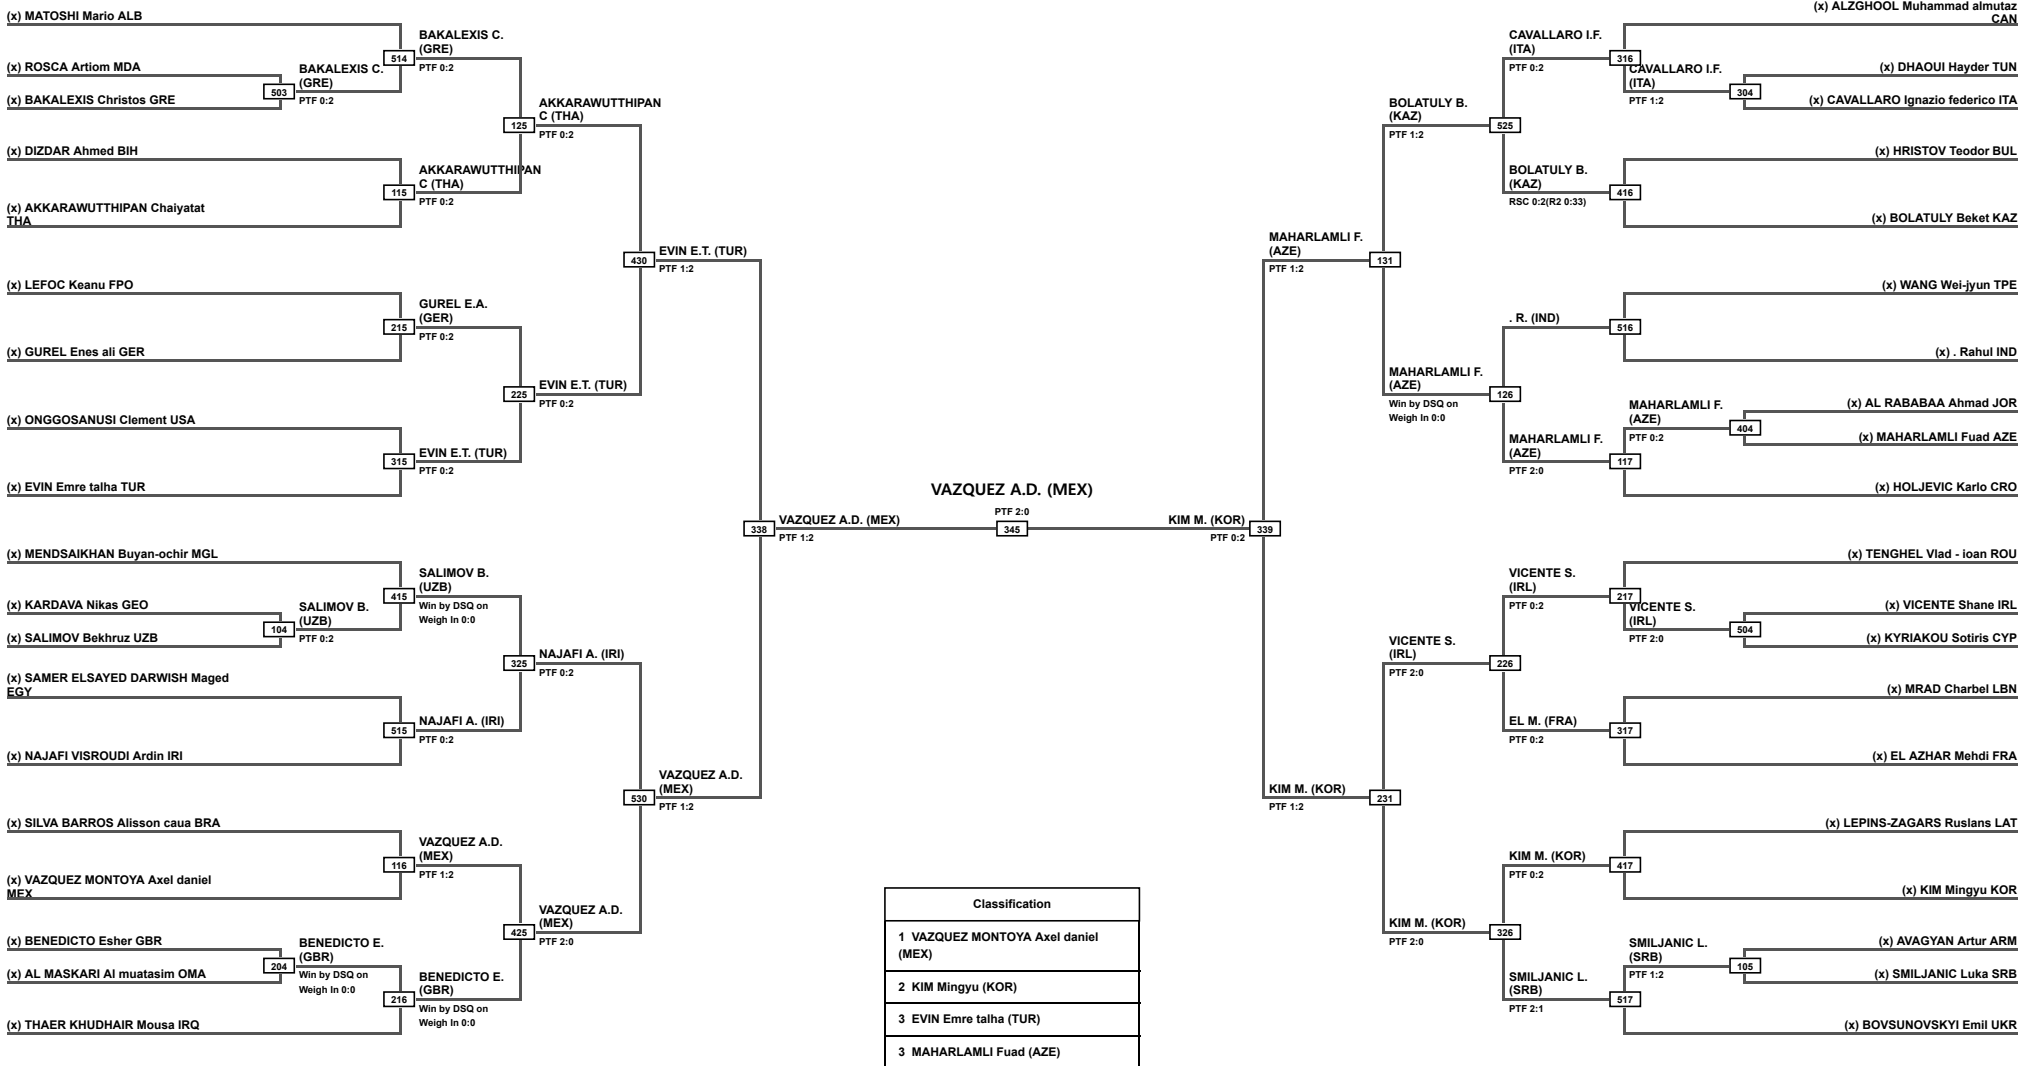 (x) MATOSHI Mario ALB
(x) ROSCA Artiom MDA
(x) BAKALEXIS Christos GRE
503
BAKALEXIS C.
(GRE)
PTF 0:2
514
BAKALEXIS C.
(GRE)
PTF 0:2
(x) DIZDAR Ahmed BIH
(x) AKKARAWUTTHIPAN Chaiyatat
THA
115
AKKARAWUTTHIPAN
C (THA)
PTF 0:2
125
AKKARAWUTTHIPAN
C (THA)
PTF 0:2
(x) LEFOC Keanu FPO
(x) GUREL Enes ali GER
215
GUREL E.A.
(GER)
PTF 0:2
(x) ONGGOSANUSI Clement USA
(x) EVIN Emre talha TUR
315
EVIN E.T. (TUR)
PTF 0:2
225
EVIN E.T. (TUR)
PTF 0:2
430
EVIN E.T. (TUR)
PTF 1:2
(x) MENDSAIKHAN Buyan-ochir MGL
(x) KARDAVA Nikas GEO
(x) SALIMOV Bekhruz UZB
104
SALIMOV B.
(UZB)
PTF 0:2
415
SALIMOV B.
(UZB)
Win by DSQ on
Weigh In 0:0
(x) SAMER ELSAYED DARWISH Maged
EGY
(x) NAJAFI VISROUDI Ardin IRI
515
NAJAFI A. (IRI)
PTF 0:2
325
NAJAFI A. (IRI)
PTF 0:2
(x) SILVA BARROS Alisson caua BRA
(x) VAZQUEZ MONTOYA Axel daniel
MEX
116
VAZQUEZ A.D.
(MEX)
PTF 1:2
(x) BENEDICTO Esher GBR
(x) AL MASKARI Al muatasim OMA
204
BENEDICTO E.
(GBR)
Win by DSQ on
Weigh In 0:0
(x) THAER KHUDHAIR Mousa IRQ
216
BENEDICTO E.
(GBR)
Win by DSQ on
Weigh In 0:0
425
VAZQUEZ A.D.
(MEX)
PTF 2:0
530
VAZQUEZ A.D.
(MEX)
PTF 1:2
338
VAZQUEZ A.D. (MEX)
PTF 1:2
VAZQUEZ A.D. (MEX)
PTF 2:0
345
KIM M. (KOR)
PTF 0:2
339
MAHARLAMLI F.
(AZE)
PTF 1:2
131
BOLATULY B.
(KAZ)
PTF 1:2
525
CAVALLARO I.F.
(ITA)
PTF 0:2
316
(x) ALZGHOOL Muhammad almutaz
CAN
CAVALLARO I.F.
(ITA)
PTF 1:2
304
(x) DHAOUI Hayder TUN
(x) CAVALLARO Ignazio federico ITA
BOLATULY B.
(KAZ)
RSC 0:2(R2 0:33)
416
(x) HRISTOV Teodor BUL
(x) BOLATULY Beket KAZ
MAHARLAMLI F.
(AZE)
Win by DSQ on
Weigh In 0:0
126
. R. (IND)
516
(x) WANG Wei-jyun TPE
(x) . Rahul IND
MAHARLAMLI F.
(AZE)
PTF 2:0
117
MAHARLAMLI F.
(AZE)
PTF 0:2
404
(x) AL RABABAA Ahmad JOR
(x) MAHARLAMLI Fuad AZE
(x) HOLJEVIC Karlo CRO
KIM M. (KOR)
PTF 1:2
231
VICENTE S.
(IRL)
PTF 2:0
226
VICENTE S.
(IRL)
PTF 0:2
217
(x) TENGHEL Vlad - ioan ROU
VICENTE S.
(IRL)
PTF 2:0
504
(x) VICENTE Shane IRL
(x) KYRIAKOU Sotiris CYP
EL M. (FRA)
PTF 0:2
317
(x) MRAD Charbel LBN
(x) EL AZHAR Mehdi FRA
KIM M. (KOR)
PTF 2:0
326
KIM M. (KOR)
PTF 0:2
417
(x) LEPINS-ZAGARS Ruslans LAT
(x) KIM Mingyu KOR
SMILJANIC L.
(SRB)
PTF 2:1
517
SMILJANIC L.
(SRB)
PTF 1:2
105
(x) AVAGYAN Artur ARM
(x) SMILJANIC Luka SRB
(x) BOVSUNOVSKYI Emil UKR
Classification
1 VAZQUEZ MONTOYA Axel daniel
(MEX)
2 KIM Mingyu (KOR)
3 EVIN Emre talha (TUR)
3 MAHARLAMLI Fuad (AZE)